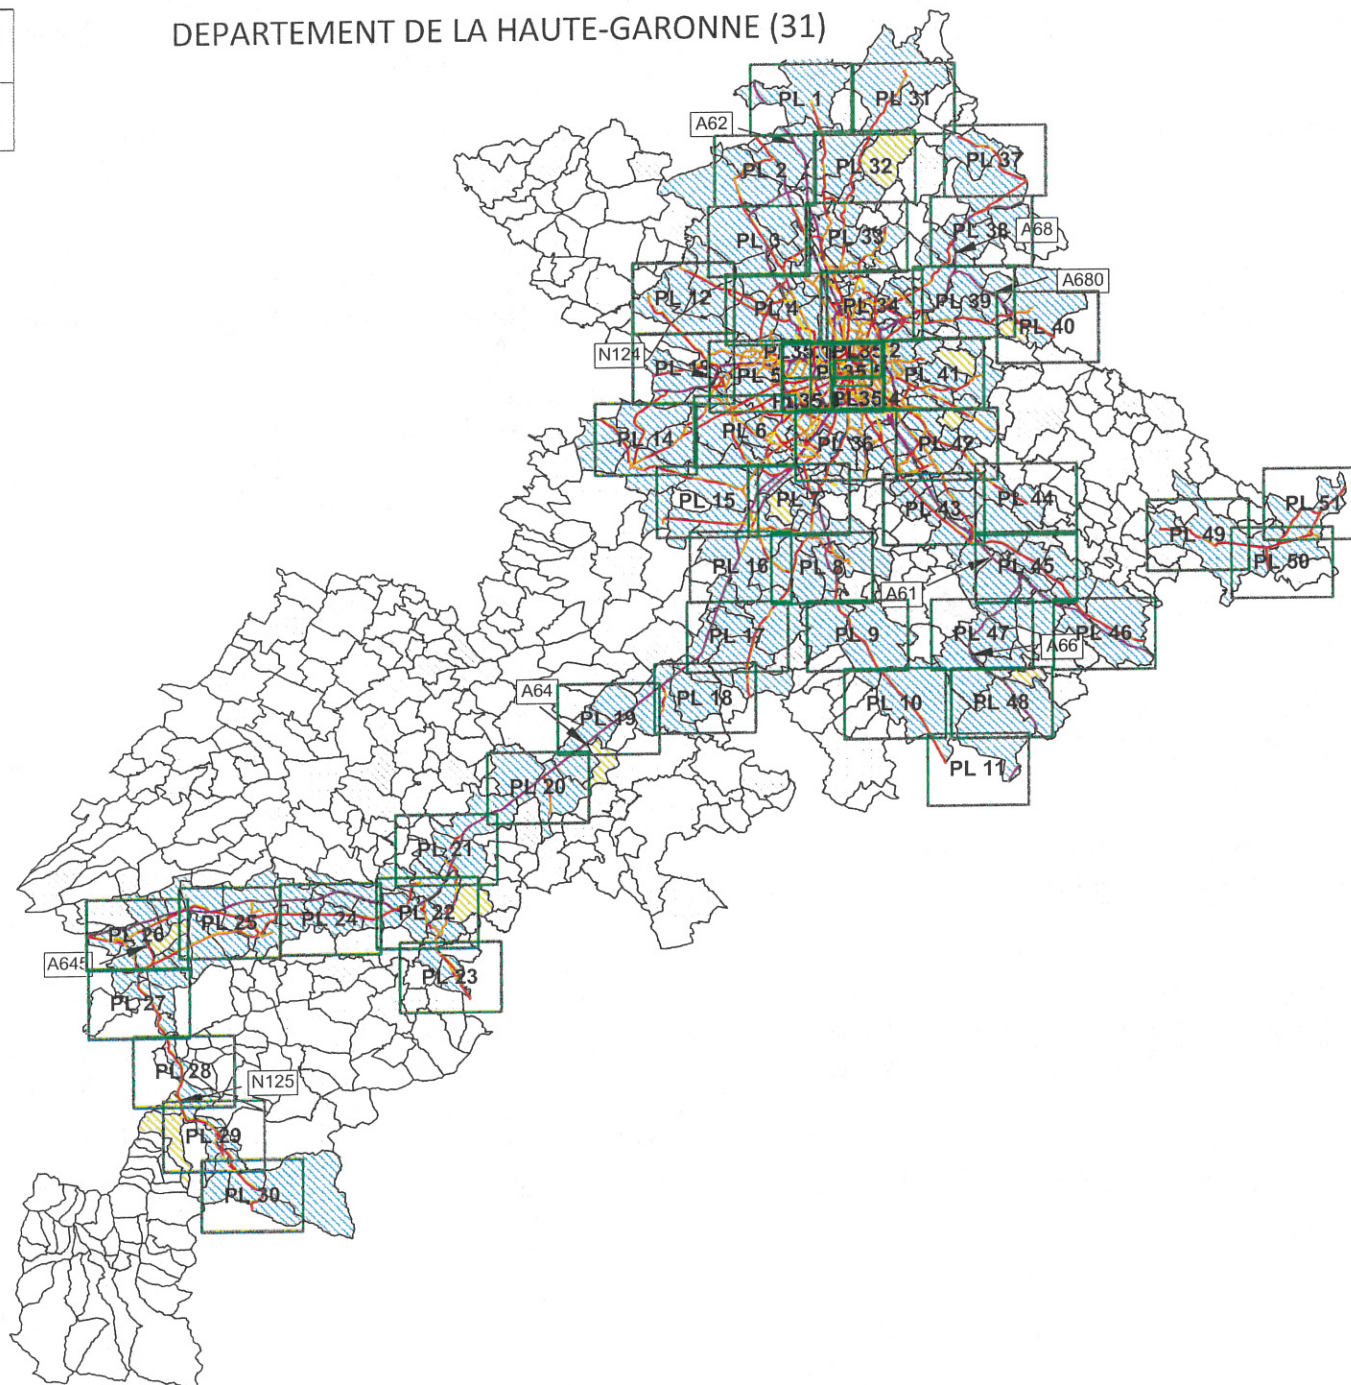 DEPARTEMENT DE LA HAUTE-GARONNE (31)
PL 1
PL 31
A62
PL 2
PL 32
PL 37
PL 3
PL 33
PL 38
A68
PL 12
PL 4
PL 34
PL 39
A680
PL 40
N124
PL 5
PL 41
PL 14
PL 6
PL 36
PL 42
PL 15
PL 7
PL 43
PL 44
PL 49
PL 51
PL 50
PL 16
PL 8
A61
PL 45
PL 17
PL 9
PL 47
PL 46
A66
A64
PL 18
PL 19
PL 10
PL 48
PL 11
PL 20
PL 21
PL 26
PL 25
PL 24
PL 22
A645
PL 23
PL 27
PL 28
N125
PL 29
PL 30